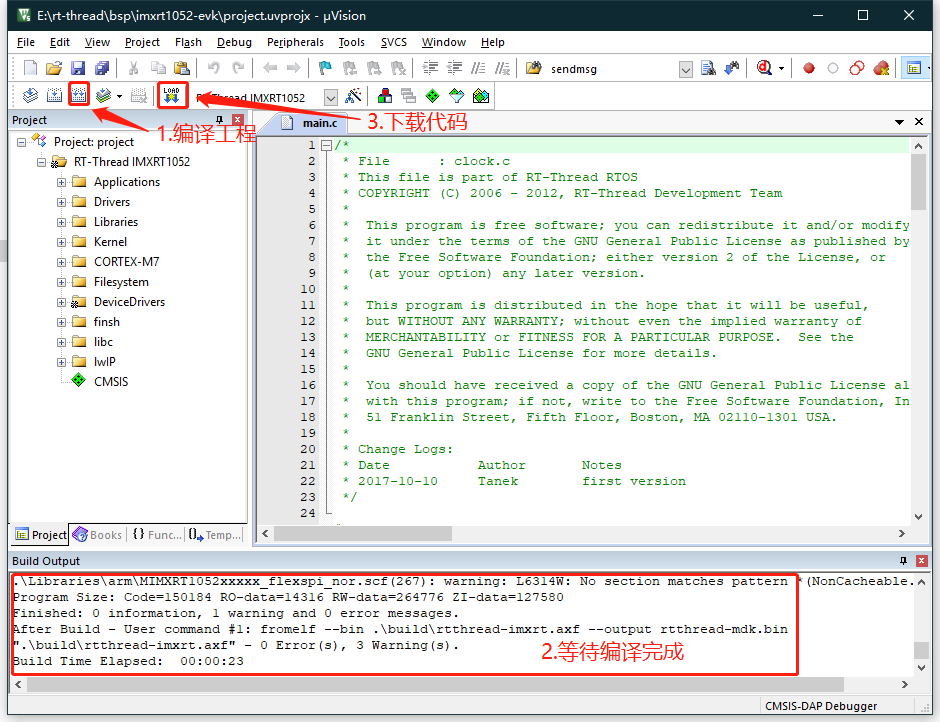 E:\rt-thread\bsp\imxrt1052-evk\project.uvprojx - µVision
File Edit View Project Flash Debug Peripherals Tools SVCS Window Help
sendmsg
LOAD
Thread IMXRT1052
Project
1.编译工程
3.下载代码
main.c
Project: project
RT-Thread IMXRT1052
Applications
Drivers
Libraries
Kernel
CORTEX-M7
Filesystem
DeviceDrivers
finsh
libc
lwIP
CMSIS
Project Books {} Func... 0 Temp...
1 /*
2 * File : clock.c
3 * This file is part of RT-Thread RTOS
4 * COPYRIGHT (C) 2006 - 2012, RT-Thread Development Team
5 *
6 * This program is free software; you can redistribute it and/or modify
7 * it under the terms of the GNU General Public License as published by
8 * the Free Software Foundation; either version 2 of the License, or
9 * (at your option) any later version.
10 *
11 * This program is distributed in the hope that it will be useful,
12 * but WITHOUT ANY WARRANTY; without even the implied warranty of
13 * MERCHANTABILITY or FITNESS FOR A PARTICULAR PURPOSE. See the
14 * GNU General Public License for more details.
15 *
16 * You should have received a copy of the GNU General Public License al
17 * with this program; if not, write to the Free Software Foundation, In
18 * 51 Franklin Street, Fifth Floor, Boston, MA 02110-1301 USA.
19 *
20 * Change Logs:
21 * Date Author Notes
22 * 2017-10-10 Tanek first version
23 */
24
Build Output
.\Libraries\arm\MIMXRT1052xxxxx_flexspi_nor.scf(267): warning: L6314W: No section matches pattern *(NonCacheable.
Program Size: Code=150184 RO-data=14316 RW-data=264776 ZI-data=127580
Finished: 0 information, 1 warning and 0 error messages.
After Build - User command #1: fromelf --bin .\build\rtthread-imxrt.axf --output rtthread-mdk.bin
".\build\rtthread-imxrt.axf" - 0 Error(s), 3 Warning(s).
Build Time Elapsed: 00:00:23
2.等待编译完成
CMSIS-DAP Debugger